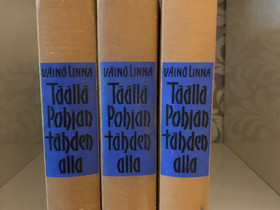 VÄINÖ LINNA
Täällä
Pohjan
tähden
alla
VÄINÖ LINNA
Täällä
Pohjan
tähden
alla
VÄINÖ LINNA
Täällä
Pohjan
tähden
alla